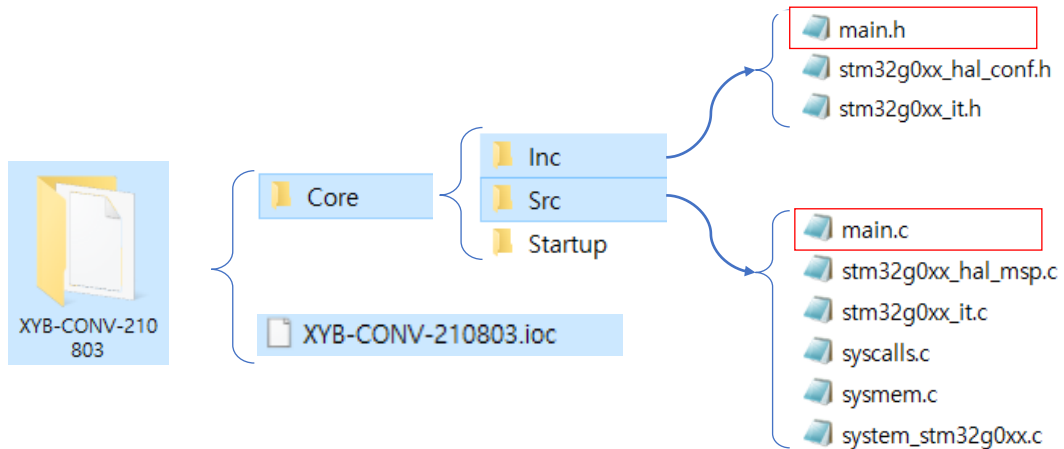 XYB-CONV-210
803
Core
XYB-CONV-210803.ioc
Inc
Src
Startup
main.h
stm32g0xx_hal_conf.h
stm32g0xx_it.h
main.c
stm32g0xx_hal_msp.c
stm32g0xx_it.c
syscalls.c
sysmem.c
system_stm32g0xx.c